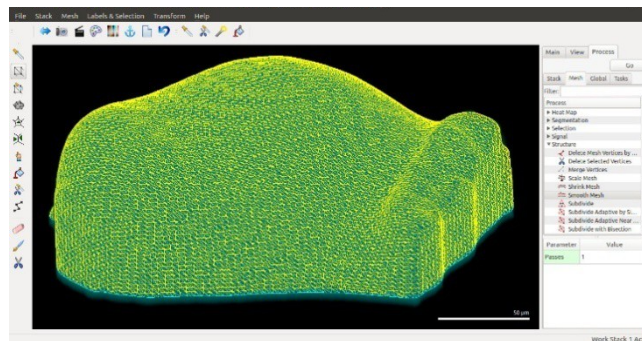 File Stack Mesh Labels & Selection Transform Help
Main View Process
Go
Stack Mesh Global Tasks
Filter:
Process
Heat Map
Segmentation
Selection
Signal
Structure
Delete Mesh Vertices by ...
Delete Selected Vertices
Merge Vertices
Scale Mesh
Shrink Mesh
Smooth Mesh
Subdivide
Subdivide Adaptive by Si...
Subdivide Adaptive Near ...
Subdivide with Bisection
Parameter Value
Passes 1
50 µm
Work Stack 1 Ac